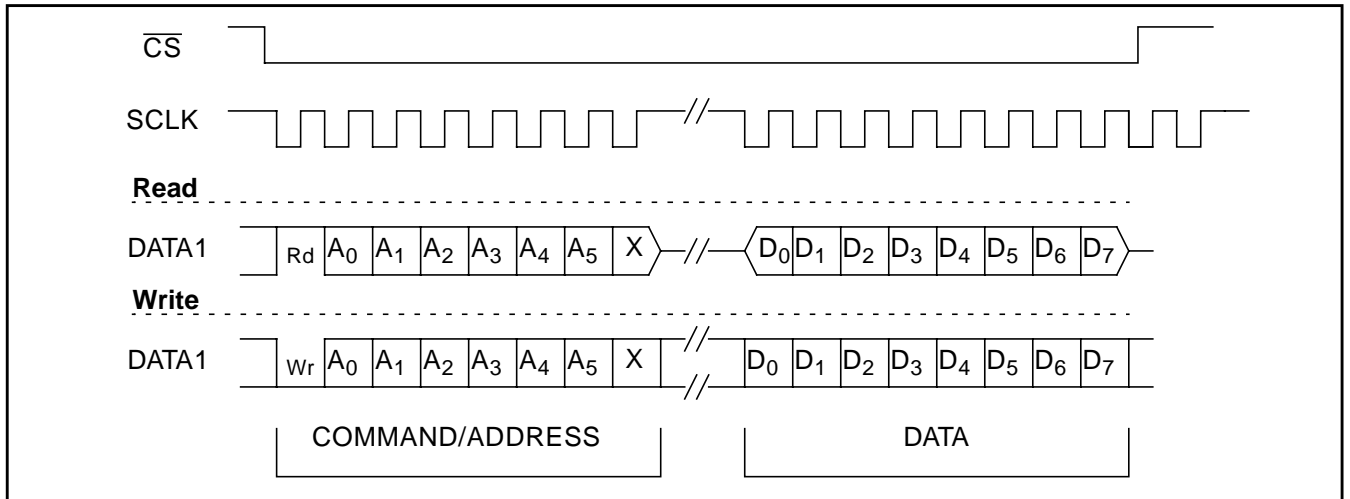 CS
SCLK
Read
DATA1 Rd A0 A1 A2 A3 A4 A5 X D0 D1 D2 D3 D4 D5 D6 D7
Write
DATA1 Wr A0 A1 A2 A3 A4 A5 X D0 D1 D2 D3 D4 D5 D6 D7
COMMAND/ADDRESS DATA